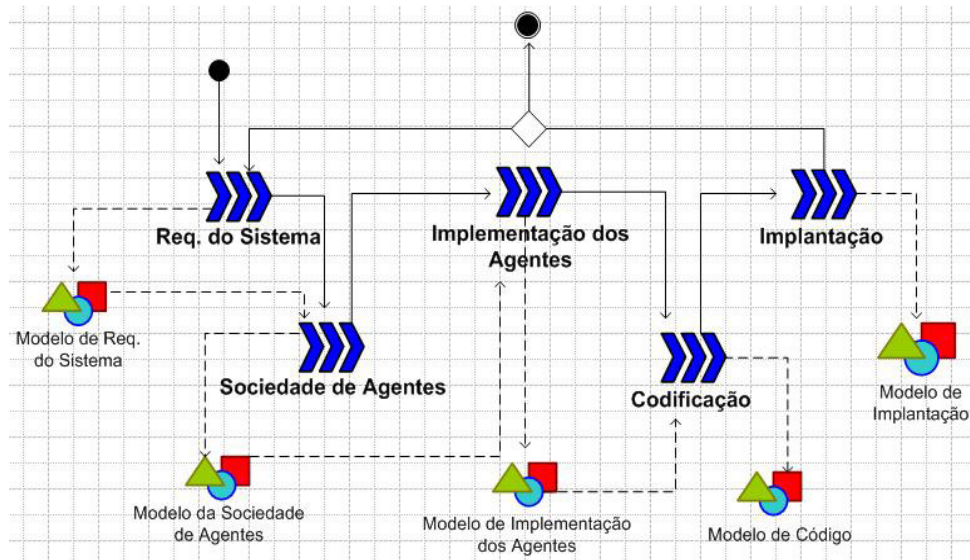 Req. do Sistema
Implementação dos
Agentes
Implantação
Modelo de Req.
do Sistema
Sociedade de Agentes
Codificação
Modelo de
Implantação
Modelo da Sociedade
de Agentes
Modelo de Implementação
dos Agentes
Modelo de Código